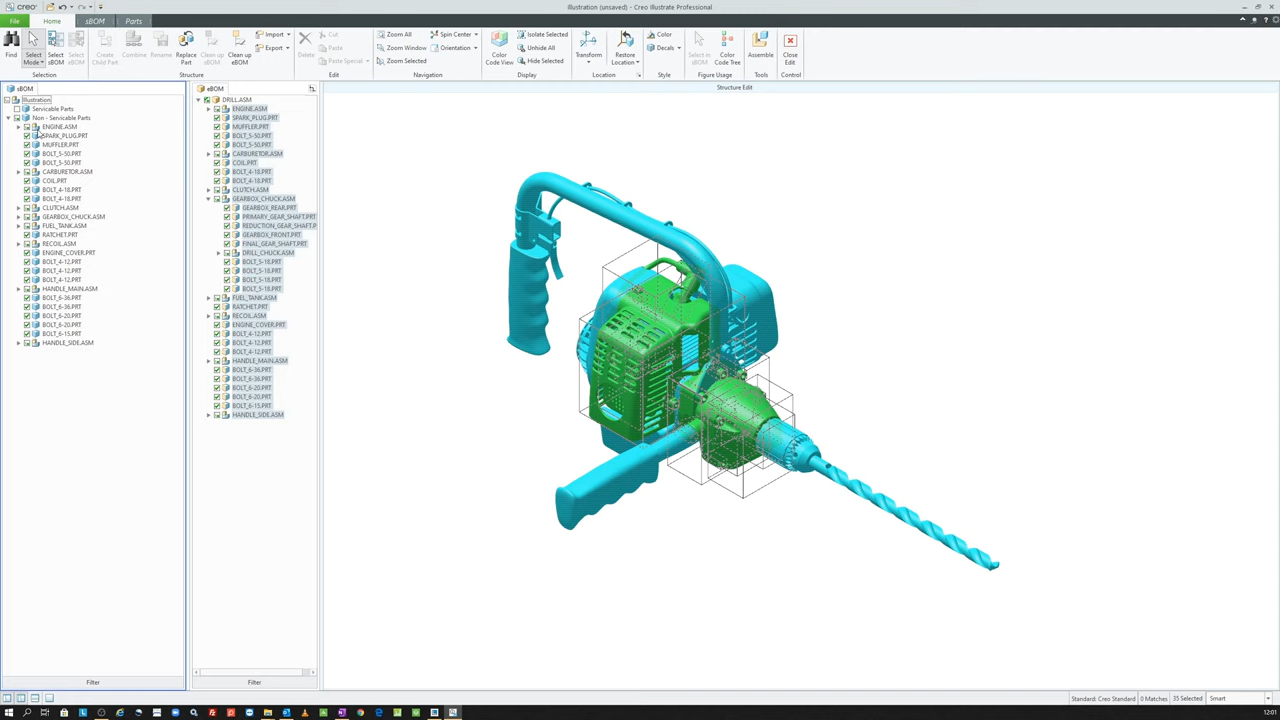 creo
Illustration (unsaved) - Creo Illustrate Professional
File
Home
sBOM
Parts
Find
Select Mode
Select sBOM
Select eBOM
Selection
Create Child Part
Combine
Rename
Replace Part
Clean up sBOM
Clean up eBOM
Import
Export
Structure
Delete
Cut
Paste
Paste Special
Edit
Zoom All
Zoom Window
Zoom Selected
Spin Center
Orientation
Navigation
Color Code View
Isolate Selected
Unhide All
Hide Selected
Display
Transform
Restore Location
Location
Color
Decals
Style
Select in sBOM
Color Code Tree
Figure Usage
Assemble
Tools
Close Edit
Control
sBOM
Illustration
Servicable Parts
Non - Servicable Parts
ENGINE.ASM
SPARK_PLUG.PRT
MUFFLER.PRT
BOLT_5-50.PRT
BOLT_5-50.PRT
CARBURETOR.ASM
COIL.PRT
BOLT_4-18.PRT
BOLT_4-18.PRT
CLUTCH.ASM
GEARBOX_CHUCK.ASM
FUEL_TANK.ASM
RATCHET.PRT
RECOIL.ASM
ENGINE_COVER.PRT
BOLT_4-12.PRT
BOLT_4-12.PRT
BOLT_4-12.PRT
HANDLE_MAIN.ASM
BOLT_6-36.PRT
BOLT_6-36.PRT
BOLT_6-20.PRT
BOLT_6-20.PRT
BOLT_6-15.PRT
HANDLE_SIDE.ASM
Filter
eBOM
DRILL.ASM
ENGINE.ASM
SPARK_PLUG.PRT
MUFFLER.PRT
BOLT_5-50.PRT
BOLT_5-50.PRT
CARBURETOR.ASM
COIL.PRT
BOLT_4-18.PRT
BOLT_4-18.PRT
CLUTCH.ASM
GEARBOX_CHUCK.ASM
GEARBOX_REAR.PRT
PRIMARY_GEAR_SHAFT.PRT
REDUCTION_GEAR_SHAFT.P
GEARBOX_FRONT.PRT
FINAL_GEAR_SHAFT.PRT
DRILL_CHUCK.ASM
BOLT_5-18.PRT
BOLT_5-18.PRT
BOLT_5-18.PRT
BOLT_5-18.PRT
FUEL_TANK.ASM
RATCHET.PRT
RECOIL.ASM
ENGINE_COVER.PRT
BOLT_4-12.PRT
BOLT_4-12.PRT
BOLT_4-12.PRT
HANDLE_MAIN.ASM
BOLT_6-36.PRT
BOLT_6-36.PRT
BOLT_6-20.PRT
BOLT_6-20.PRT
BOLT_6-15.PRT
HANDLE_SIDE.ASM
Filter
Structure Edit
Standard: Creo Standard
0 Matches
35 Selected
Smart
12:01